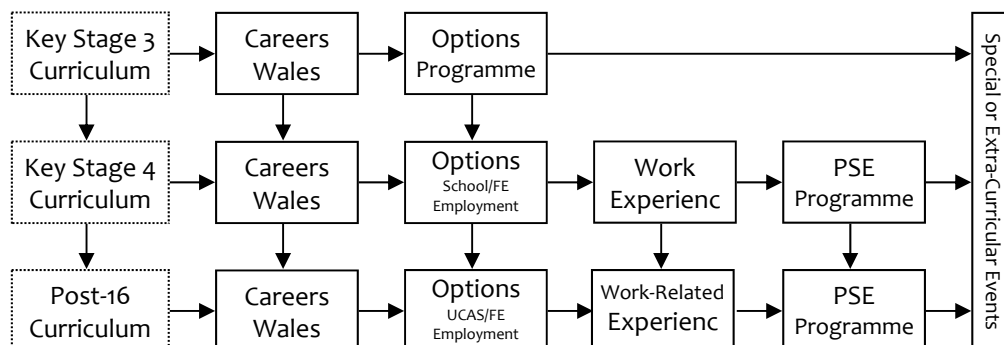 Key Stage 3
Curriculum
Careers
Wales
Options
Programme
Special or Extra-Curricular Events
Key Stage 4
Curriculum
Careers
Wales
Options
School/FE
Employment
Work
Experienc
PSE
Programme
Post-16
Curriculum
Careers
Wales
Options
UCAS/FE
Employment
Work-Related
Experienc
PSE
Programme